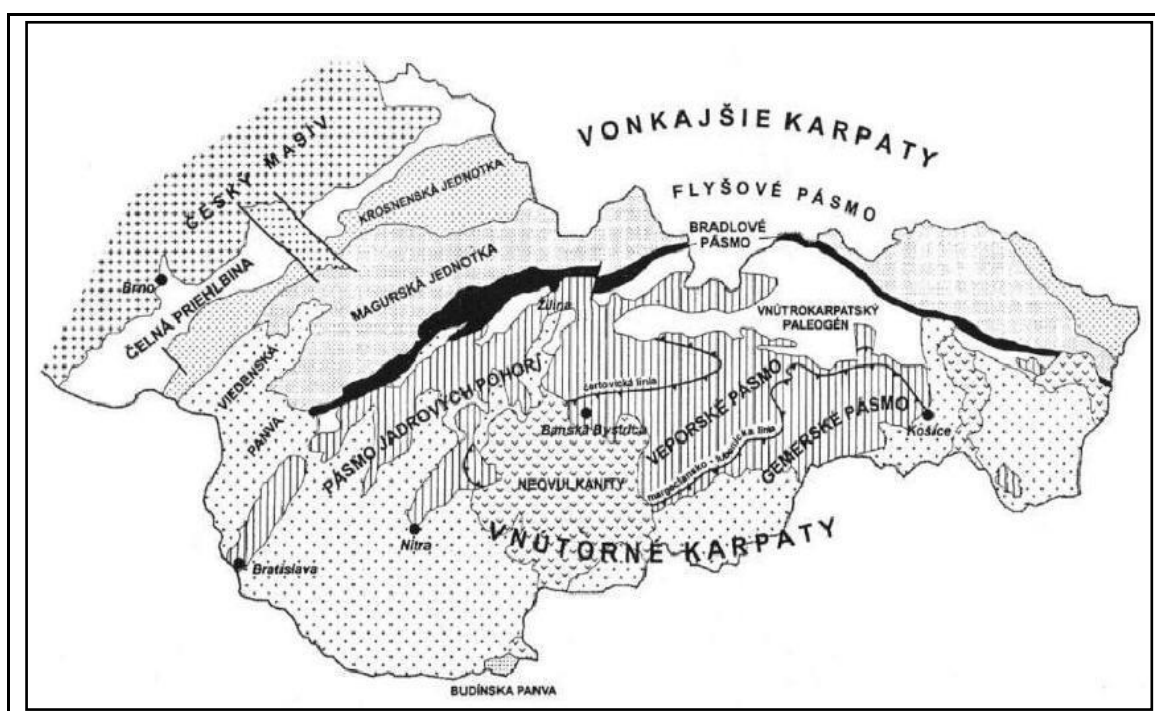 VONKAJŠIE KARPATY
FLYŠOVÉ PÁSMO
ČESKÝ MASÍV
KROSNENSKÁ JEDNOTKA
BRADLOVÉ
PÁSMO
Brno
ČELNÁ PRIEHLBINA
MAGURSKÁ JEDNOTKA
Žilina
VNÚTROKARPATSKÝ
PALEOGÉN
VIEDENSKÁ
PANVA
PÁSMO JADROVÝCH POHORÍ
čertovická línia
Banská Bystrica
VEPORSKÉ PÁSMO
GEMERSKÉ PÁSMO
Košice
NEOVULKANITY
VNÚTORNÉ KARPATY
Nitra
Bratislava
BUDÍNSKA PANVA